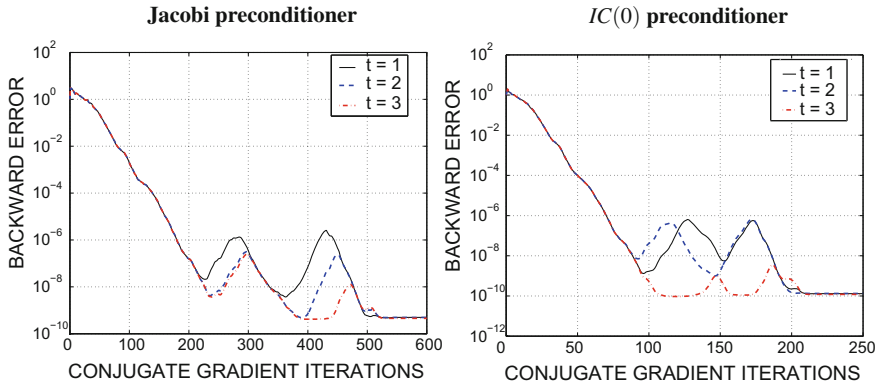 Jacobi preconditioner
BACKWARD ERROR
10^2
10^0
10^-2
10^-4
10^-6
10^-8
10^-10
t = 1
t = 2
t = 3
0 100 200 300 400 500 600
CONJUGATE GRADIENT ITERATIONS
IC(0) preconditioner
BACKWARD ERROR
10^2
10^0
10^-2
10^-4
10^-6
10^-8
10^-10
10^-12
t = 1
t = 2
t = 3
0 50 100 150 200 250
CONJUGATE GRADIENT ITERATIONS